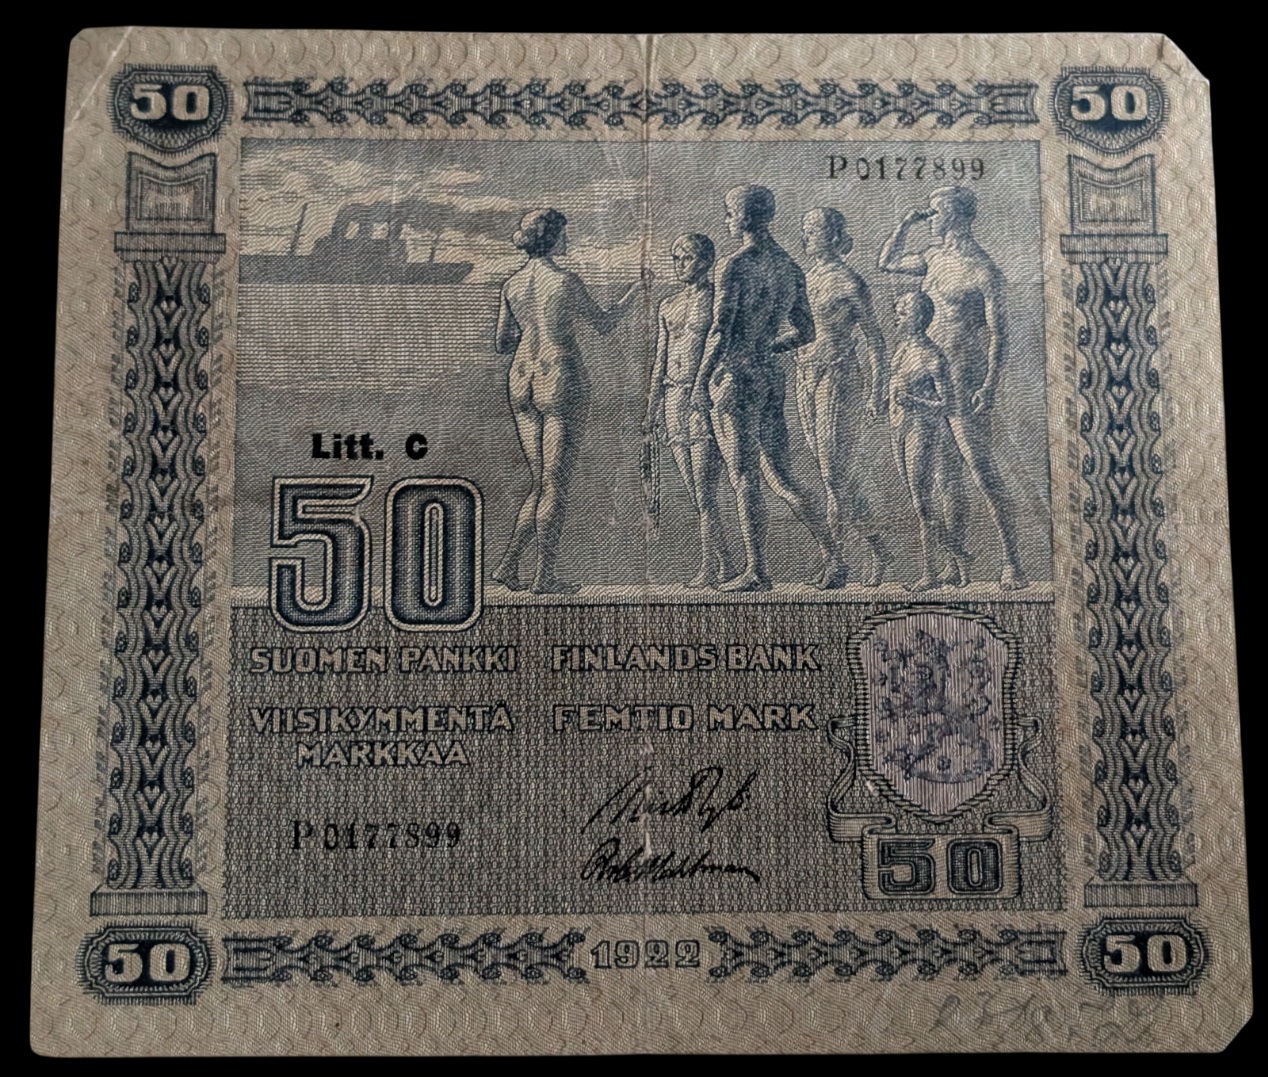 50
50
P 0177899
Litt. C
50
SUOMEN PANKKI FINLANDS BANK
VIISIKYMMENTÄ FEMTIO MARK
MARKKAA
P 0177899
50
50
1922
50